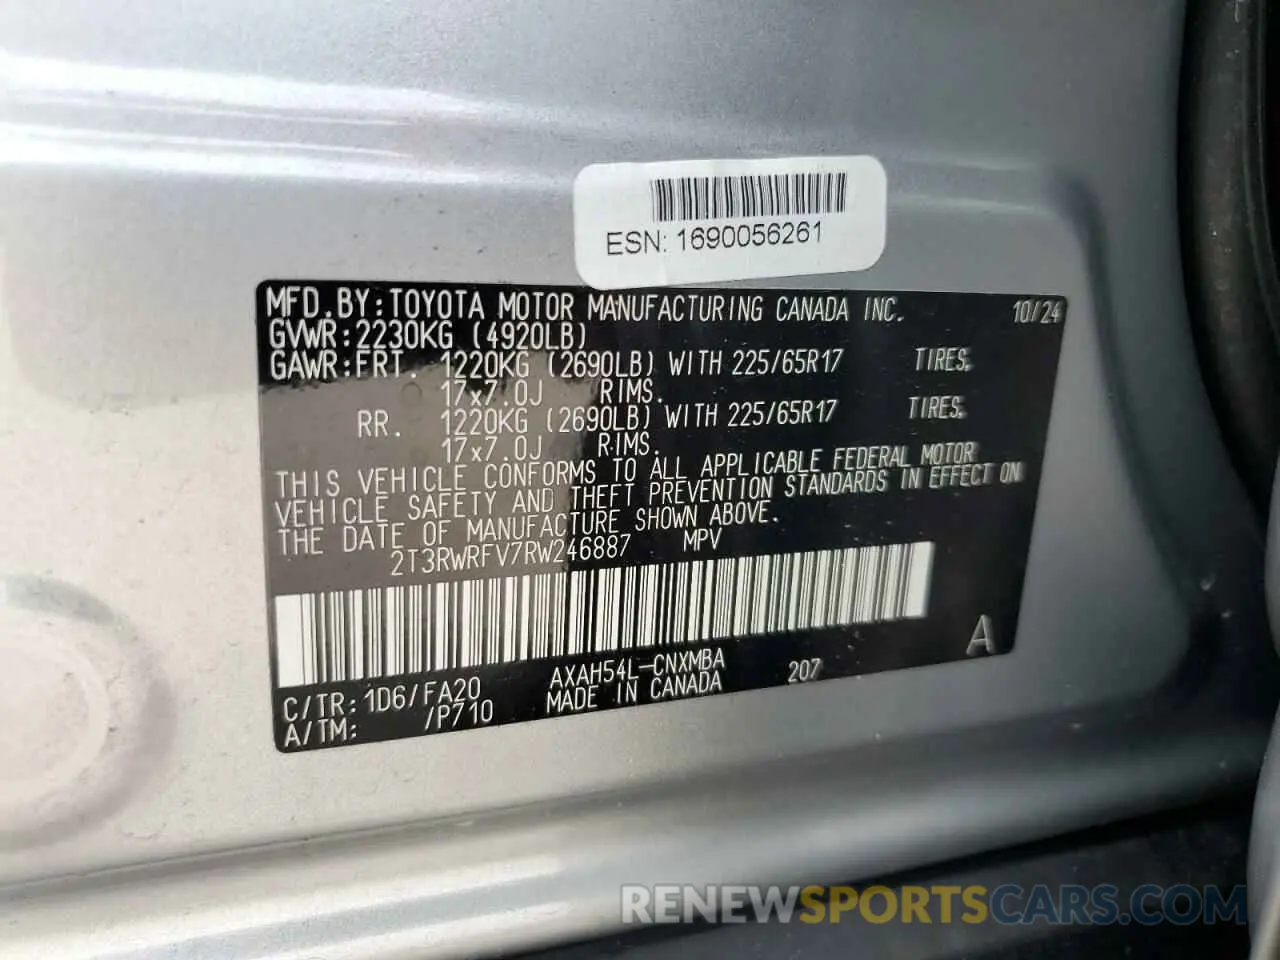 ESN: 1690056261
MFD.BY:TOYOTA MOTOR MANUFACTURING CANADA INC. 10/24
GVWR:2230KG (4920LB)
GAWR:FRT. 1220KG (2690LB) WITH 225/65R17 TIRES,
17x7.0J RIMS.
RR. 1220KG (2690LB) WITH 225/65R17 TIRES,
17x7.0J RIMS.
THIS VEHICLE CONFORMS TO ALL APPLICABLE FEDERAL MOTOR
VEHICLE SAFETY AND THEFT PREVENTION STANDARDS IN EFFECT ON
THE DATE OF MANUFACTURE SHOWN ABOVE.
2T3RWRFV7RW246887 MPV
A
C/TR:1D6/FA20 AXAH54L-CNXMBA 207
A/TM: /P710 MADE IN CANADA
RENEWSPORTSCARS.COM